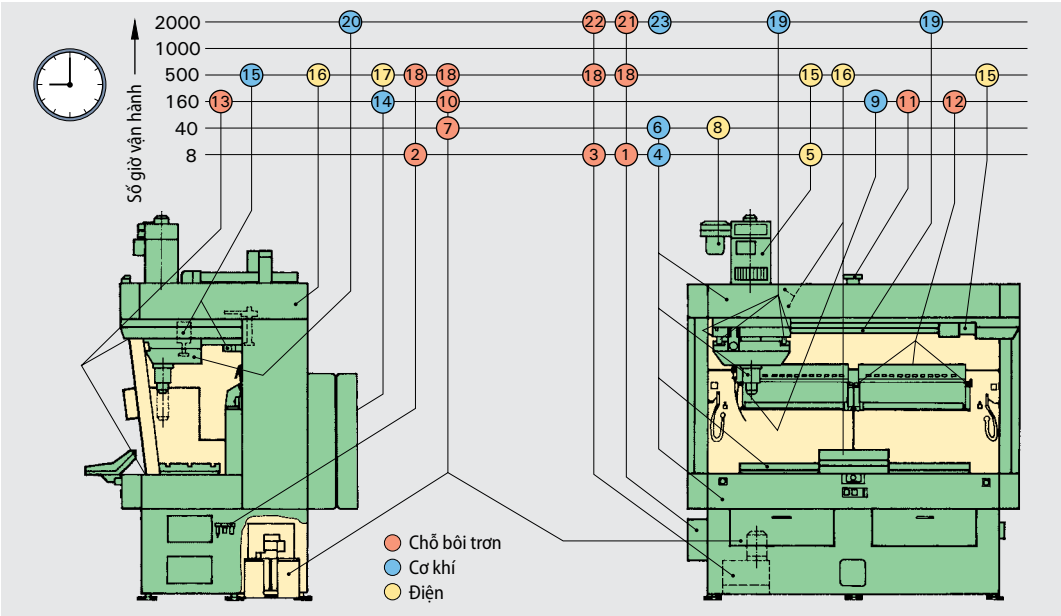 Số giờ vận hành
2000 20 22 21 23 19 19
1000
500 15 16 17 18 18 18 18 15 16 15
160 13 14 10 9 11 12
40 7 6 8
8 2 3 1 4 5
Chỗ bôi trơn
Cơ khí
Điện